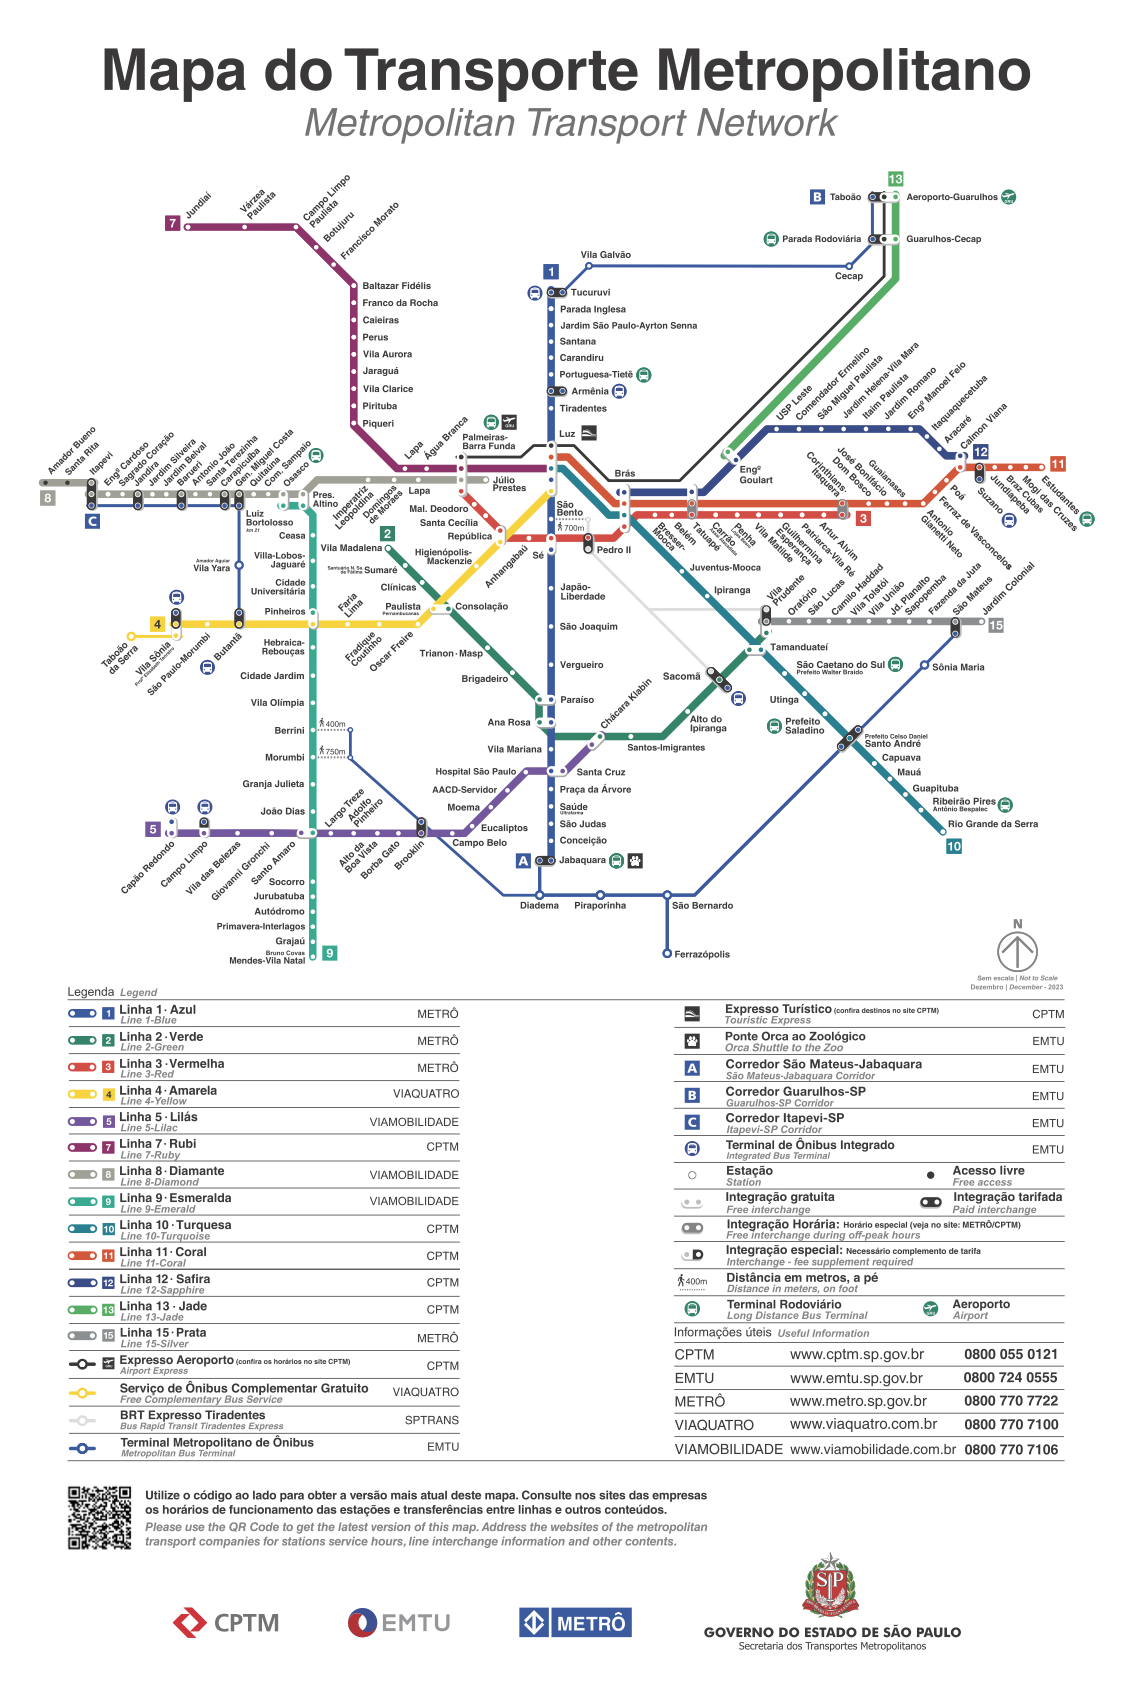 Mapa do Transporte Metropolitano
Metropolitan Transport Network
7
Jundiaí
Várzea
Paulista
Campo Limpo
Paulista
Botujuru
Francisco Morato
Baltazar Fidélis
Franco da Rocha
Caieiras
Perus
Vila Aurora
Jaraguá
Vila Clarice
Pirituba
Piqueri
Lapa
Água Branca
Palmeiras-
Barra Funda
1
Vila Galvão
Tucuruvi
Parada Inglesa
Jardim São Paulo-Ayrton Senna
Santana
Carandiru
Portuguesa-Tietê
Armênia
Tiradentes
Luz
São
Bento
700m
Sé
Pedro II
Japão-
Liberdade
São Joaquim
Vergueiro
Paraíso
Ana Rosa
Vila Mariana
Santa Cruz
Praça da Árvore
Saúde
Ultrafarma
São Judas
Conceição
A
Jabaquara
13
B
Taboão
Aeroporto-Guarulhos
Parada Rodoviária
Guarulhos-Cecap
Cecap
8
Amador Bueno
Santa Rita
Itapevi
Engº Cardoso
Sagrado Coração
Jandira
Jardim Silveira
Jardim Belval
Barueri
Antonio João
Santa Terezinha
Carapicuíba
Gen. Miguel Costa
Quitaúna
Com. Sampaio
Osasco
Pres.
Altino
Imperatriz
Leopoldina
Domingos
de Moraes
Lapa
Júlio
Prestes
C
Luiz
Bortolosso
km 21
Amador Aguiar
Vila Yara
Butantã
Ceasa
Villa-Lobos-
Jaguaré
Cidade
Universitária
Pinheiros
Hebraica-
Rebouças
Cidade Jardim
Vila Olímpia
Berrini
400m
Morumbi
750m
Granja Julieta
João Dias
Socorro
Jurubatuba
Autódromo
Primavera-Interlagos
Grajaú
Bruno Covas
Mendes-Vila Natal
9
4
Taboão
da Serra
Vila Sônia
São Paulo-Morumbi
Faria
Lima
Fradique
Coutinho
Oscar Freire
Paulista
Pernambucanas
Higienópolis-
Mackenzie
República
Santa Cecília
Mal. Deodoro
Anhangabaú
2
Vila Madalena
Santuário N. Sa.
de Fátima
Sumaré
Clínicas
Consolação
Trianon-Masp
Brigadeiro
Chácara Klabin
Santos-Imigrantes
Alto do
Ipiranga
Sacomã
Tamanduateí
Vila
Prudente
Oratório
São Lucas
Camilo Haddad
Vila Tolstói
Vila União
Jd. Planalto
Sapopemba
Fazenda da Juta
São Mateus
Jardim Colonial
15
5
Capão Redondo
Campo Limpo
Vila das Belezas
Giovanni Gronchi
Santo Amaro
Largo Treze
Adolfo
Pinheiro
Alto da
Boa Vista
Borba Gato
Brooklin
Campo Belo
Eucaliptos
Moema
AACD-Servidor
Hospital São Paulo
Brás
Bresser-
Mooca
Belém
Tatuapé
Carrão
Penha
Vila Matilde
Guilhermina
Esperança
Patriarca-Vila Ré
Artur Alvim
Corinthians-
Itaquera
3
Dom Bosco
José Bonifácio
Guaianases
Antonio
Gianetti Neto
Ferraz de Vasconcelos
Poá
Calmon Viana
Suzano
Jundiapeba
Braz Cubas
Mogi das Cruzes
Estudantes
11
12
Engº
Goulart
USP Leste
Comendador Ermelino
São Miguel Paulista
Jardim Helena-Vila Mara
Itaim Paulista
Jardim Romano
Engº Manoel Feio
Itaquaquecetuba
Aracaré
Juventus-Mooca
Ipiranga
São Caetano do Sul
Prefeito Walter Braido
Utinga
Prefeito
Saladino
Prefeito Celso Daniel
Santo André
Capuava
Mauá
Guapituba
Ribeirão Pires
Antônio Bespalec
Rio Grande da Serra
10
Sônia Maria
Diadema
Piraporinha
São Bernardo
Ferrazópolis
N
Sem escala | Not to Scale
Dezembro | December - 2023
Legenda Legend
1 Linha 1 · Azul METRÔ
Line 1-Blue
2 Linha 2 · Verde METRÔ
Line 2-Green
3 Linha 3 · Vermelha METRÔ
Line 3-Red
4 Linha 4 · Amarela VIAQUATRO
Line 4-Yellow
5 Linha 5 · Lilás VIAMOBILIDADE
Line 5-Lilac
7 Linha 7 · Rubi CPTM
Line 7-Ruby
8 Linha 8 · Diamante VIAMOBILIDADE
Line 8-Diamond
9 Linha 9 · Esmeralda VIAMOBILIDADE
Line 9-Emerald
10 Linha 10 · Turquesa CPTM
Line 10-Turquoise
11 Linha 11 · Coral CPTM
Line 11-Coral
12 Linha 12 · Safira CPTM
Line 12-Sapphire
13 Linha 13 · Jade CPTM
Line 13-Jade
15 Linha 15 · Prata METRÔ
Line 15-Silver
Expresso Aeroporto (confira os horários no site CPTM) CPTM
Airport Express
Serviço de Ônibus Complementar Gratuito VIAQUATRO
Free Complementary Bus Service
BRT Expresso Tiradentes SPTRANS
Bus Rapid Transit Tiradentes Express
Terminal Metropolitano de Ônibus EMTU
Metropolitan Bus Terminal
Expresso Turístico (confira destinos no site CPTM) CPTM
Touristic Express
Ponte Orca ao Zoológico EMTU
Orca Shuttle to the Zoo
A Corredor São Mateus-Jabaquara EMTU
São Mateus-Jabaquara Corridor
B Corredor Guarulhos-SP EMTU
Guarulhos-SP Corridor
C Corredor Itapevi-SP EMTU
Itapevi-SP Corridor
Terminal de Ônibus Integrado EMTU
Integrated Bus Terminal
Estação Acesso livre
Station Free access
Integração gratuita Integração tarifada
Free interchange Paid interchange
Integração Horária: Horário especial (veja no site: METRÔ/CPTM)
Free interchange during off-peak hours
Integração especial: Necessário complemento de tarifa
Interchange - fee supplement required
400m Distância em metros, a pé
Distance in meters, on foot
Terminal Rodoviário Aeroporto
Long Distance Bus Terminal Airport
Informações úteis Useful Information
CPTM www.cptm.sp.gov.br 0800 055 0121
EMTU www.emtu.sp.gov.br 0800 724 0555
METRÔ www.metro.sp.gov.br 0800 770 7722
VIAQUATRO www.viaquatro.com.br 0800 770 7100
VIAMOBILIDADE www.viamobilidade.com.br 0800 770 7106
Utilize o código ao lado para obter a versão mais atual deste mapa. Consulte nos sites das empresas
os horários de funcionamento das estações e transferências entre linhas e outros conteúdos.
Please use the QR Code to get the latest version of this map. Address the websites of the metropolitan
transport companies for stations service hours, line interchange information and other contents.
CPTM
EMTU
METRÔ
SP
GOVERNO DO ESTADO DE SÃO PAULO
Secretaria dos Transportes Metropolitanos